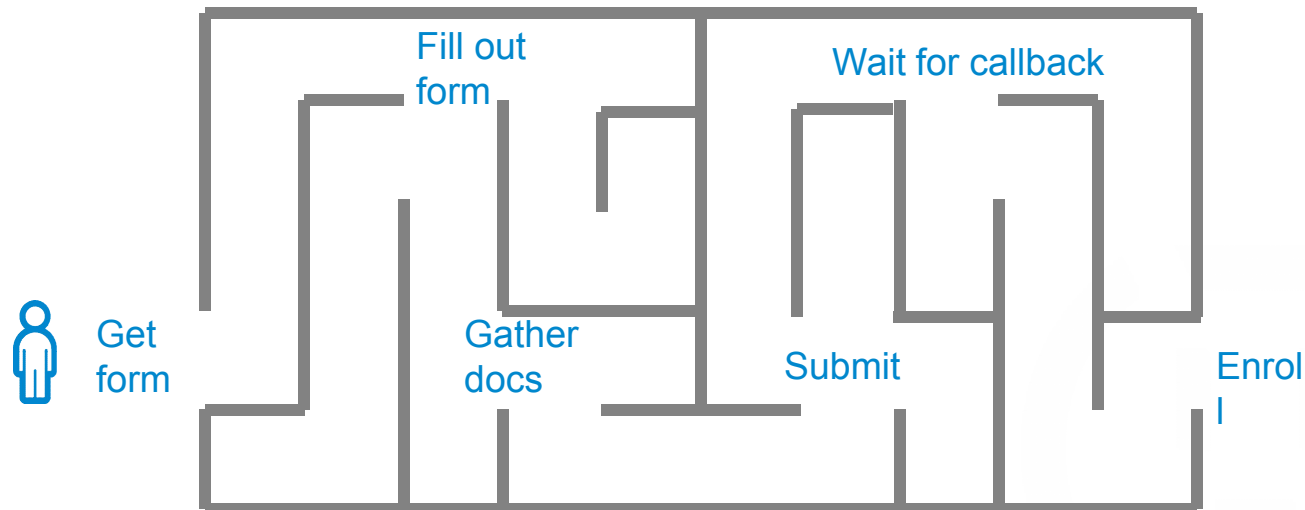 Fill out
form
Wait for callback
Get
form
Gather
docs
Submit
Enrol
l